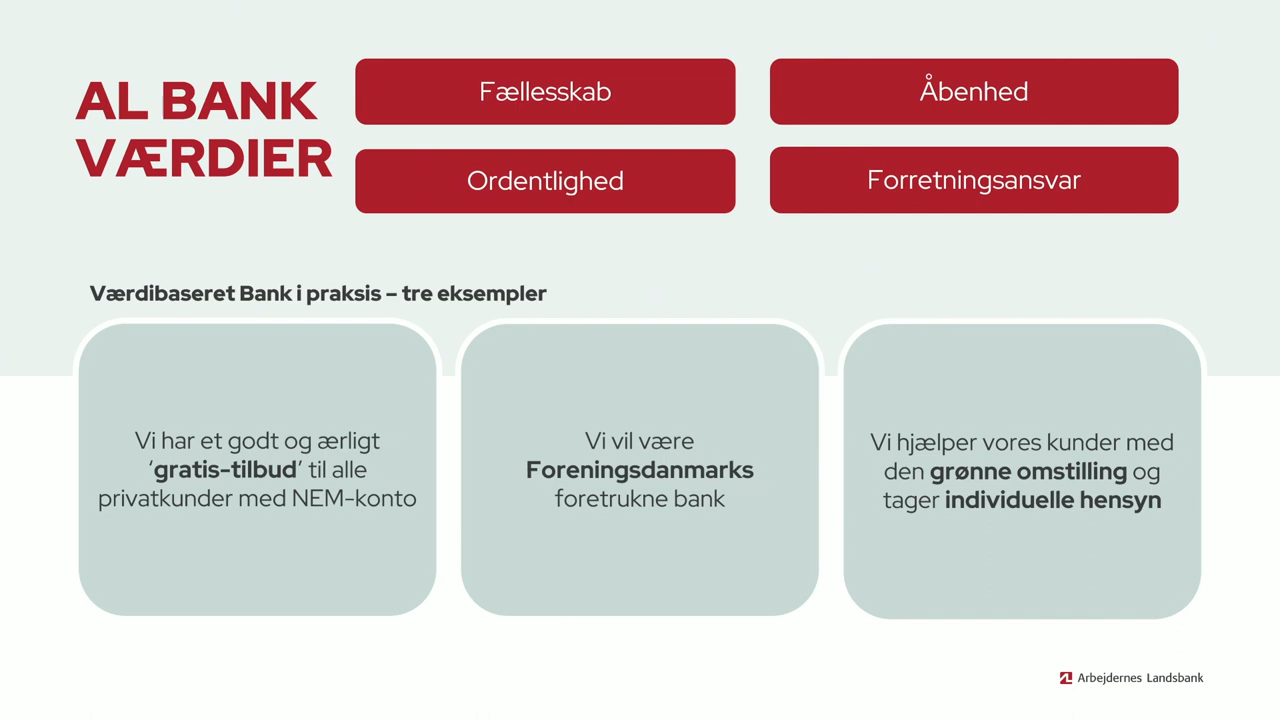 AL BANK
VÆRDIER
Fællesskab
Åbenhed
Ordentlighed
Forretningsansvar
Værdibaseret Bank i praksis – tre eksempler
Vi har et godt og ærligt
‘gratis-tilbud’ til alle
privatkunder med NEM-konto
Vi vil være
Foreningsdanmarks
foretrukne bank
Vi hjælper vores kunder med
den grønne omstilling og
tager individuelle hensyn
Arbejdernes Landsbank